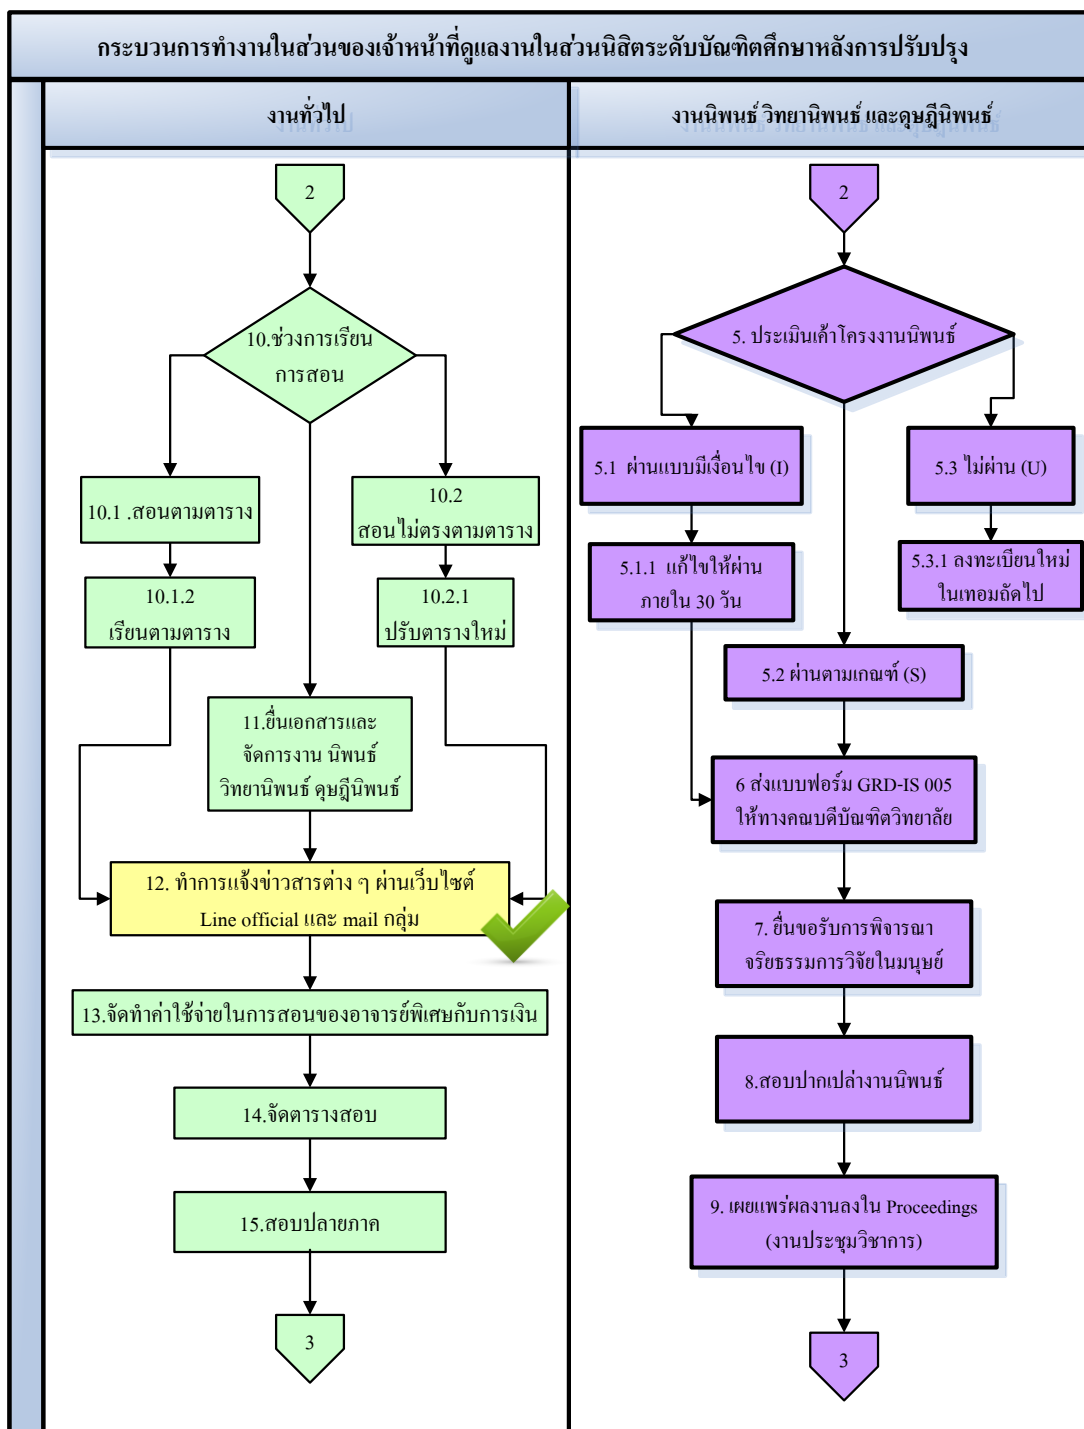 กระบวนการทำงานในส่วนของเจ้าหน้าที่ดูแลงานในส่วนนิสิตระดับบัณฑิตศึกษาหลังการปรับปรุง
งานทั่วไป
2
10.ช่วงการเรียน
การสอน
10.1 .สอนตามตาราง
10.2
สอนไม่ตรงตามตาราง
10.1.2
เรียนตามตาราง
10.2.1
ปรับตารางใหม่
11.ยื่นเอกสารและ
จัดการงาน นิพนธ์
วิทยานิพนธ์ ดุษฎีนิพนธ์
12. ทำการแจ้งข่าวสารต่าง ๆ ผ่านเว็บไซต์
Line official และ mail กลุ่ม
13.จัดทำค่าใช้จ่ายในการสอนของอาจารย์พิเศษกับการเงิน
14.จัดตารางสอบ
15.สอบปลายภาค
3
งานนิพนธ์ วิทยานิพนธ์ และดุษฎีนิพนธ์
2
5. ประเมินเค้าโครงงานนิพนธ์
5.1 ผ่านแบบมีเงื่อนไข (I)
5.3 ไม่ผ่าน (U)
5.1.1 แก้ไขให้ผ่าน
ภายใน 30 วัน
5.3.1 ลงทะเบียนใหม่
ในเทอมถัดไป
5.2 ผ่านตามเกณฑ์ (S)
6 ส่งแบบฟอร์ม GRD-IS 005
ให้ทางคณบดีบัณฑิตวิทยาลัย
7. ยื่นขอรับการพิจารณา
จริยธรรมการวิจัยในมนุษย์
8.สอบปากเปล่างานนิพนธ์
9. เผยแพร่ผลงานลงใน Proceedings
(งานประชุมวิชาการ)
3